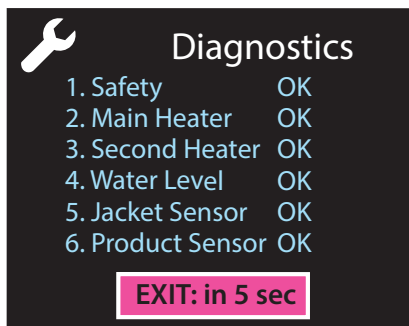 Diagnostics
1. Safety OK
2. Main Heater OK
3. Second Heater OK
4. Water Level OK
5. Jacket Sensor OK
6. Product Sensor OK
EXIT: in 5 sec